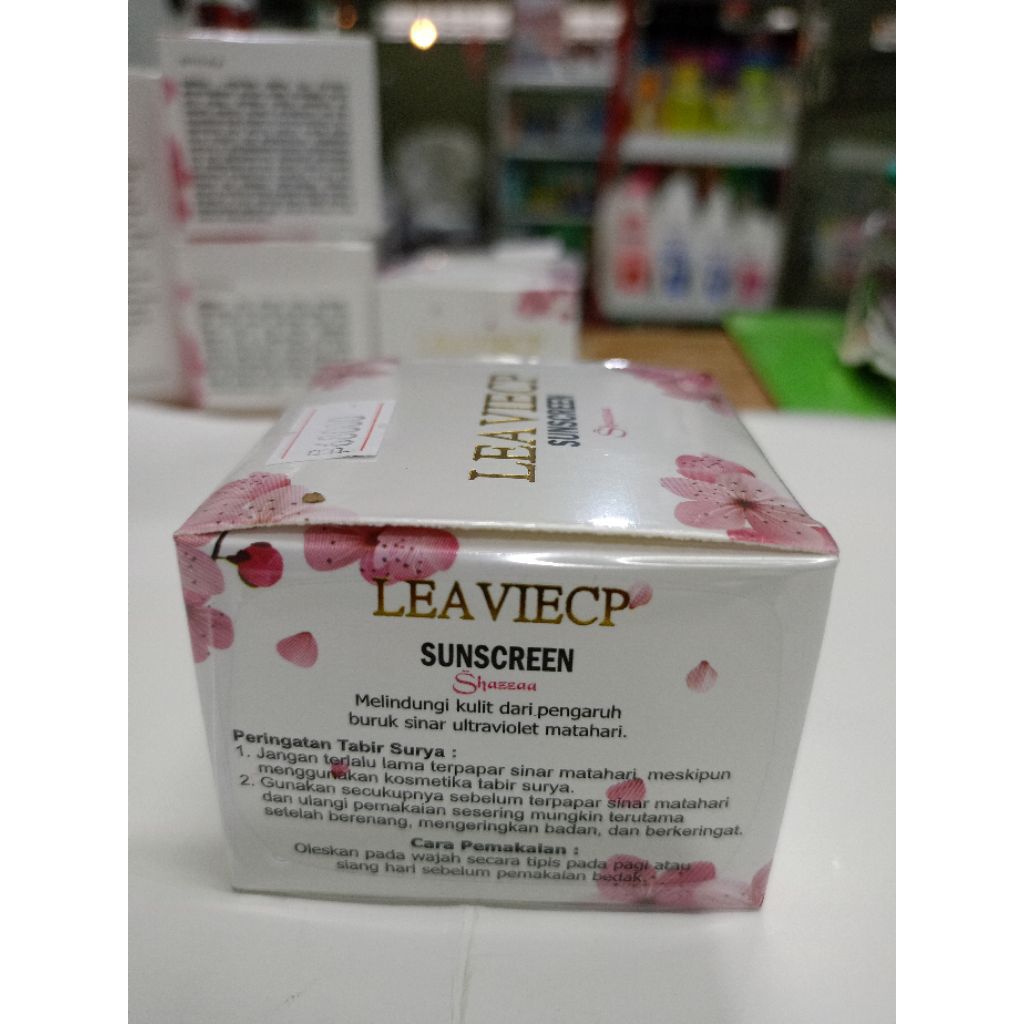 LEAVIECP
SUNSCREEN
Shazzaa
LEAVIECP
SUNSCREEN
Shazzaa
Melindungi kulit dari pengaruh
buruk sinar ultraviolet matahari.
Peringatan Tabir Surya :
1. Jangan terlalu lama terpapar sinar matahari, meskipun
menggunakan kosmetika tabir surya.
2. Gunakan secukupnya sebelum terpapar sinar matahari
dan ulangi pemakaian sesering mungkin terutama
setelah berenang, mengeringkan badan, dan berkeringat.
Cara Pemakaian :
Oleskan pada wajah secara tipis pada pagi atau
siang hari sebelum pemakaian bedak.